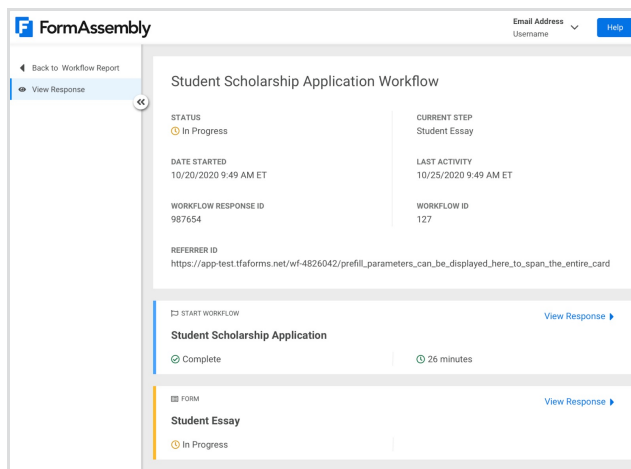 FormAssembly
Email Address
Username
Help
Back to Workflow Report
View Response
Student Scholarship Application Workflow
STATUS
In Progress
CURRENT STEP
Student Essay
DATE STARTED
10/20/2020 9:49 AM ET
LAST ACTIVITY
10/25/2020 9:49 AM ET
WORKFLOW RESPONSE ID
987654
WORKFLOW ID
127
REFERRER ID
https://app-test.tfaforms.net/wf-4826042/prefill_parameters_can_be_displayed_here_to_span_the_entire_card
START WORKFLOW
View Response
Student Scholarship Application
Complete
26 minutes
FORM
View Response
Student Essay
In Progress